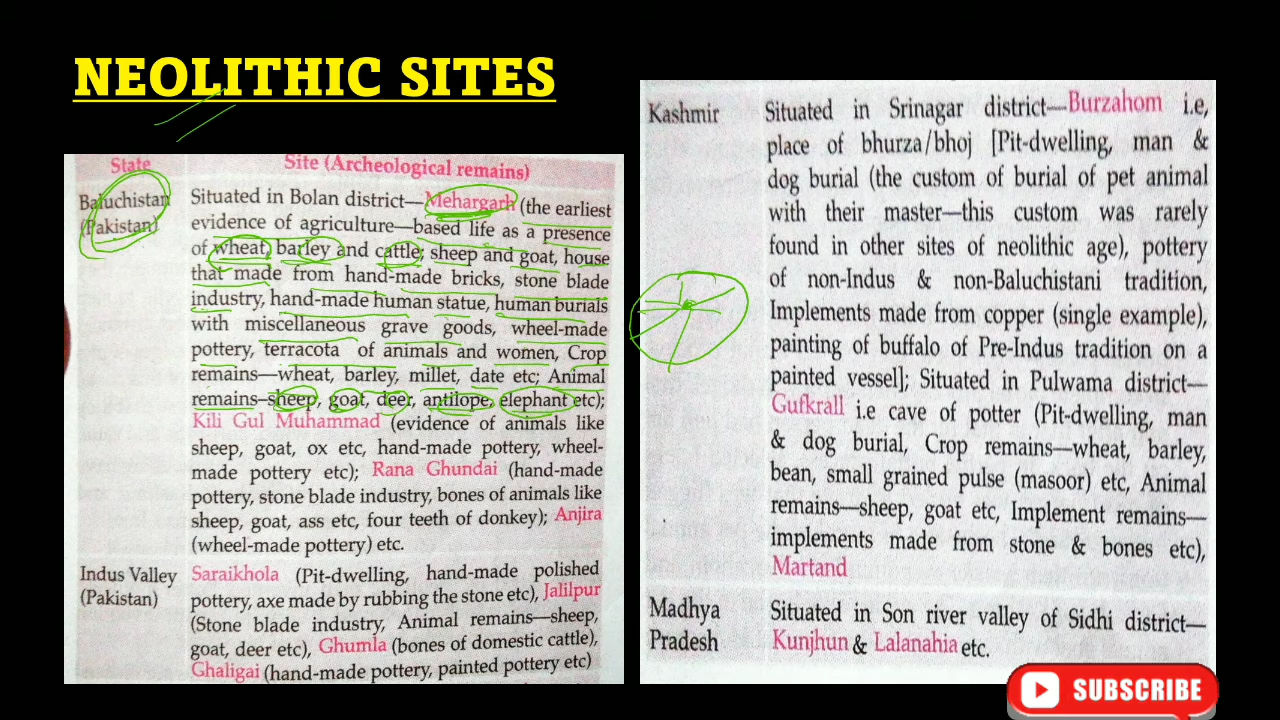 NEOLITHIC SITES
State Site (Archeological remains)
Baluchistan
(Pakistan)
Situated in Bolan district—Mehargarh (the earliest
evidence of agriculture—based life as a presence
of wheat, barley and cattle; sheep and goat, house
that made from hand-made bricks, stone blade
industry, hand-made human statue, human burials
with miscellaneous grave goods, wheel-made
pottery, terracota of animals and women, Crop
remains—wheat, barley, millet, date etc; Animal
remains–sheep, goat, deer, antilope, elephant etc);
Kili Gul Muhammad (evidence of animals like
sheep, goat, ox etc, hand-made pottery, wheel-
made pottery etc); Rana Ghundai (hand-made
pottery, stone blade industry, bones of animals like
sheep, goat, ass etc, four teeth of donkey); Anjira
(wheel-made pottery) etc.
Indus Valley
(Pakistan)
Saraikhola (Pit-dwelling, hand-made polished
pottery, axe made by rubbing the stone etc), Jalilpur
(Stone blade industry, Animal remains—sheep,
goat, deer etc), Ghumla (bones of domestic cattle),
Ghaligai (hand-made pottery, painted pottery etc)
Kashmir
Situated in Srinagar district—Burzahom i.e,
place of bhurza/bhoj [Pit-dwelling, man &
dog burial (the custom of burial of pet animal
with their master—this custom was rarely
found in other sites of neolithic age), pottery
of non-Indus & non-Baluchistani tradition,
Implements made from copper (single example),
painting of buffalo of Pre-Indus tradition on a
painted vessel]; Situated in Pulwama district—
Gufkrall i.e cave of potter (Pit-dwelling, man
& dog burial, Crop remains—wheat, barley,
bean, small grained pulse (masoor) etc, Animal
remains—sheep, goat etc, Implement remains—
implements made from stone & bones etc),
Martand
Madhya
Pradesh
Situated in Son river valley of Sidhi district—
Kunjhun & Lalanahia etc.
SUBSCRIBE